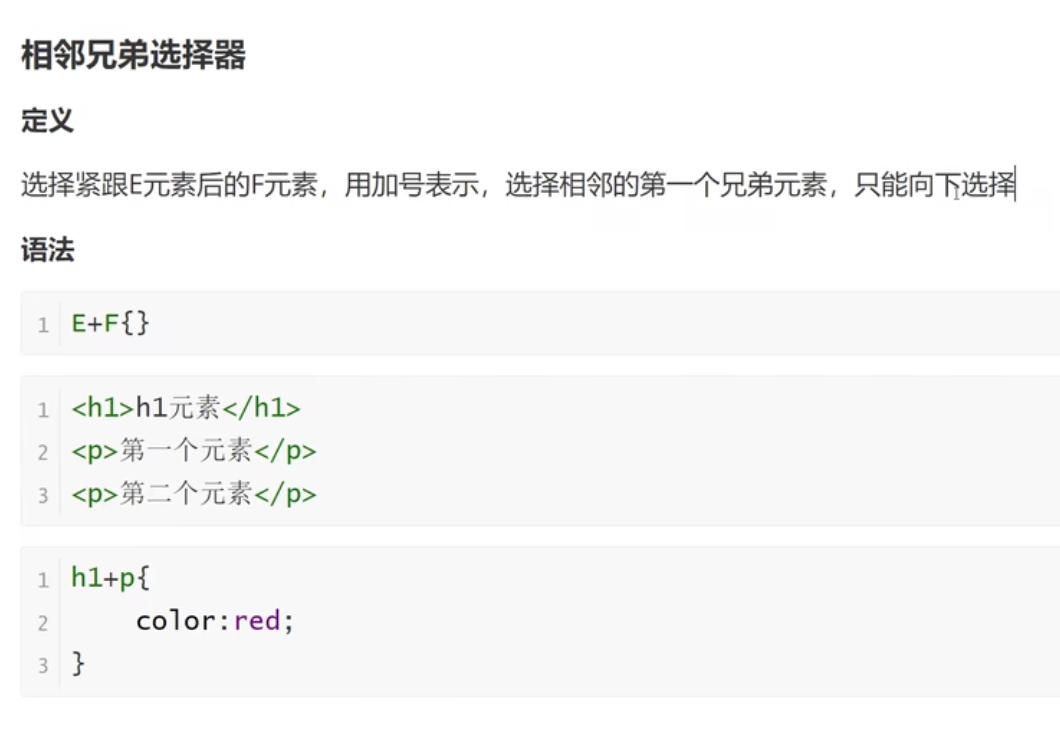 相邻兄弟选择器
定义
选择紧跟E元素后的F元素，用加号表示，选择相邻的第一个兄弟元素，只能向下选择
语法
1 E+F{}
1 <h1>h1元素</h1>
2 <p>第一个元素</p>
3 <p>第二个元素</p>
1 h1+p{
2     color:red;
3 }